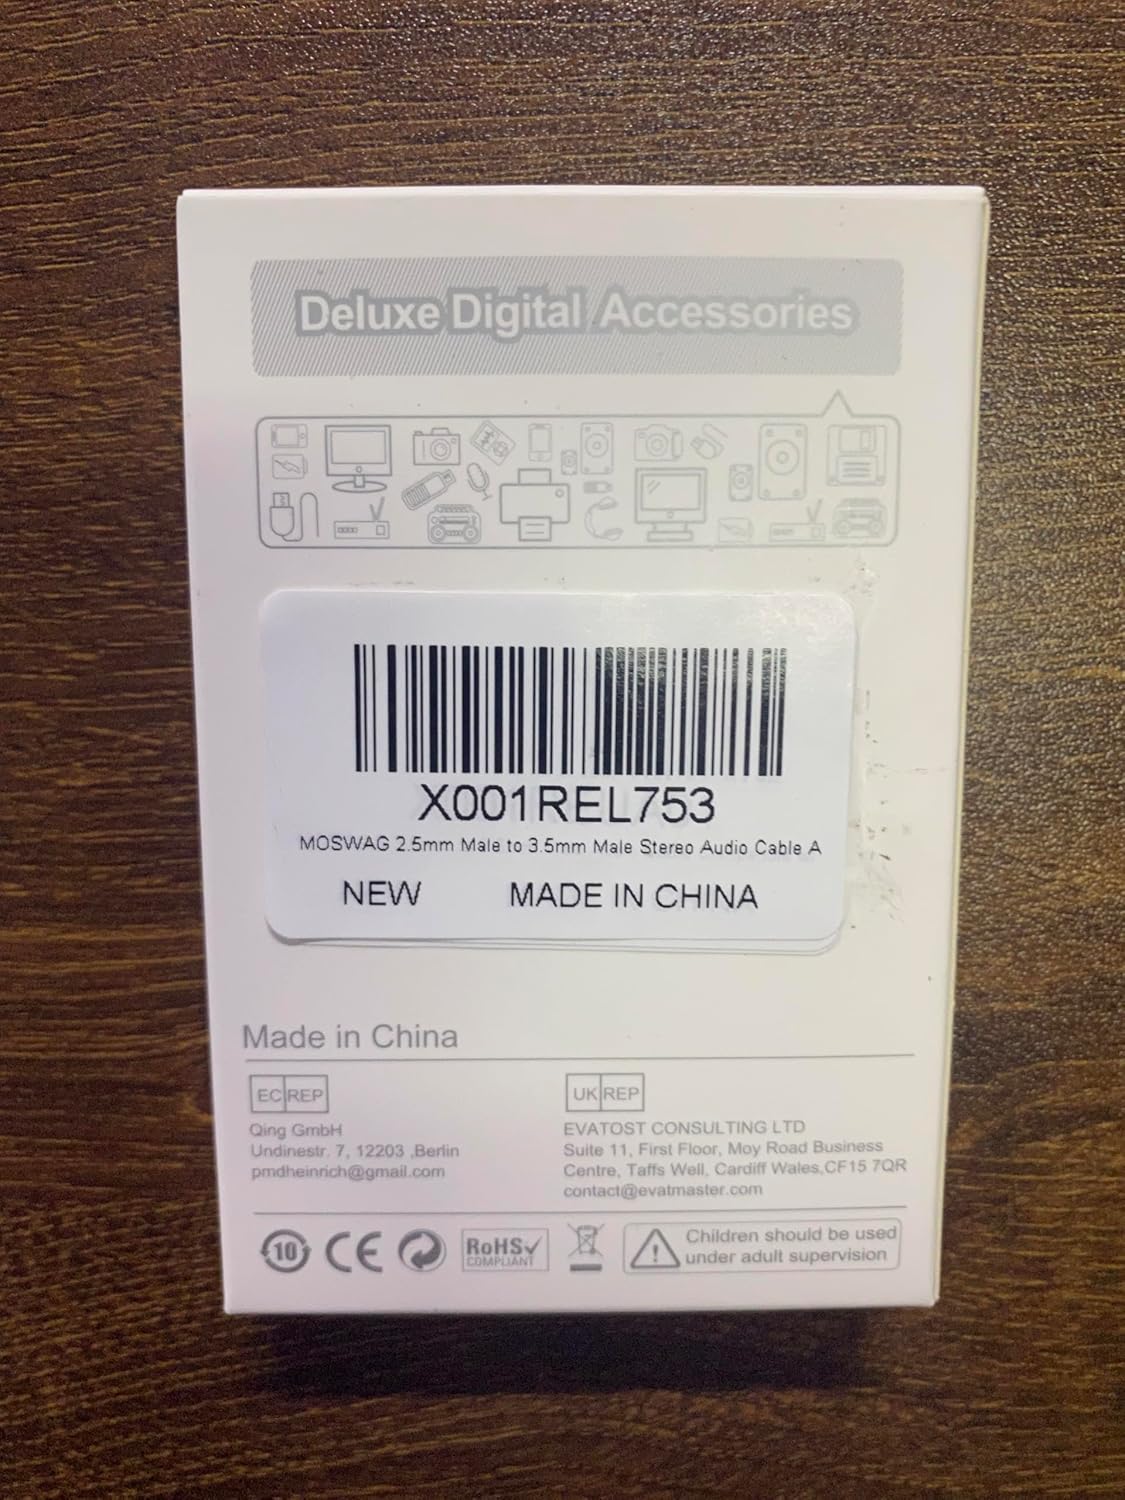 Deluxe Digital Accessories
X001REL753
MOSWAG 2.5mm Male to 3.5mm Male Stereo Audio Cable A
NEW MADE IN CHINA
Made in China
EC REP
Qing GmbH
Undinestr. 7, 12203 ,Berlin
pmdheinrich@gmail.com
UK REP
EVATOST CONSULTING LTD
Suite 11, First Floor, Moy Road Business
Centre, Taffs Well, Cardiff Wales,CF15 7QR
contact@evatmaster.com
10
CE
RoHS
COMPLIANT
Children should be used
under adult supervision